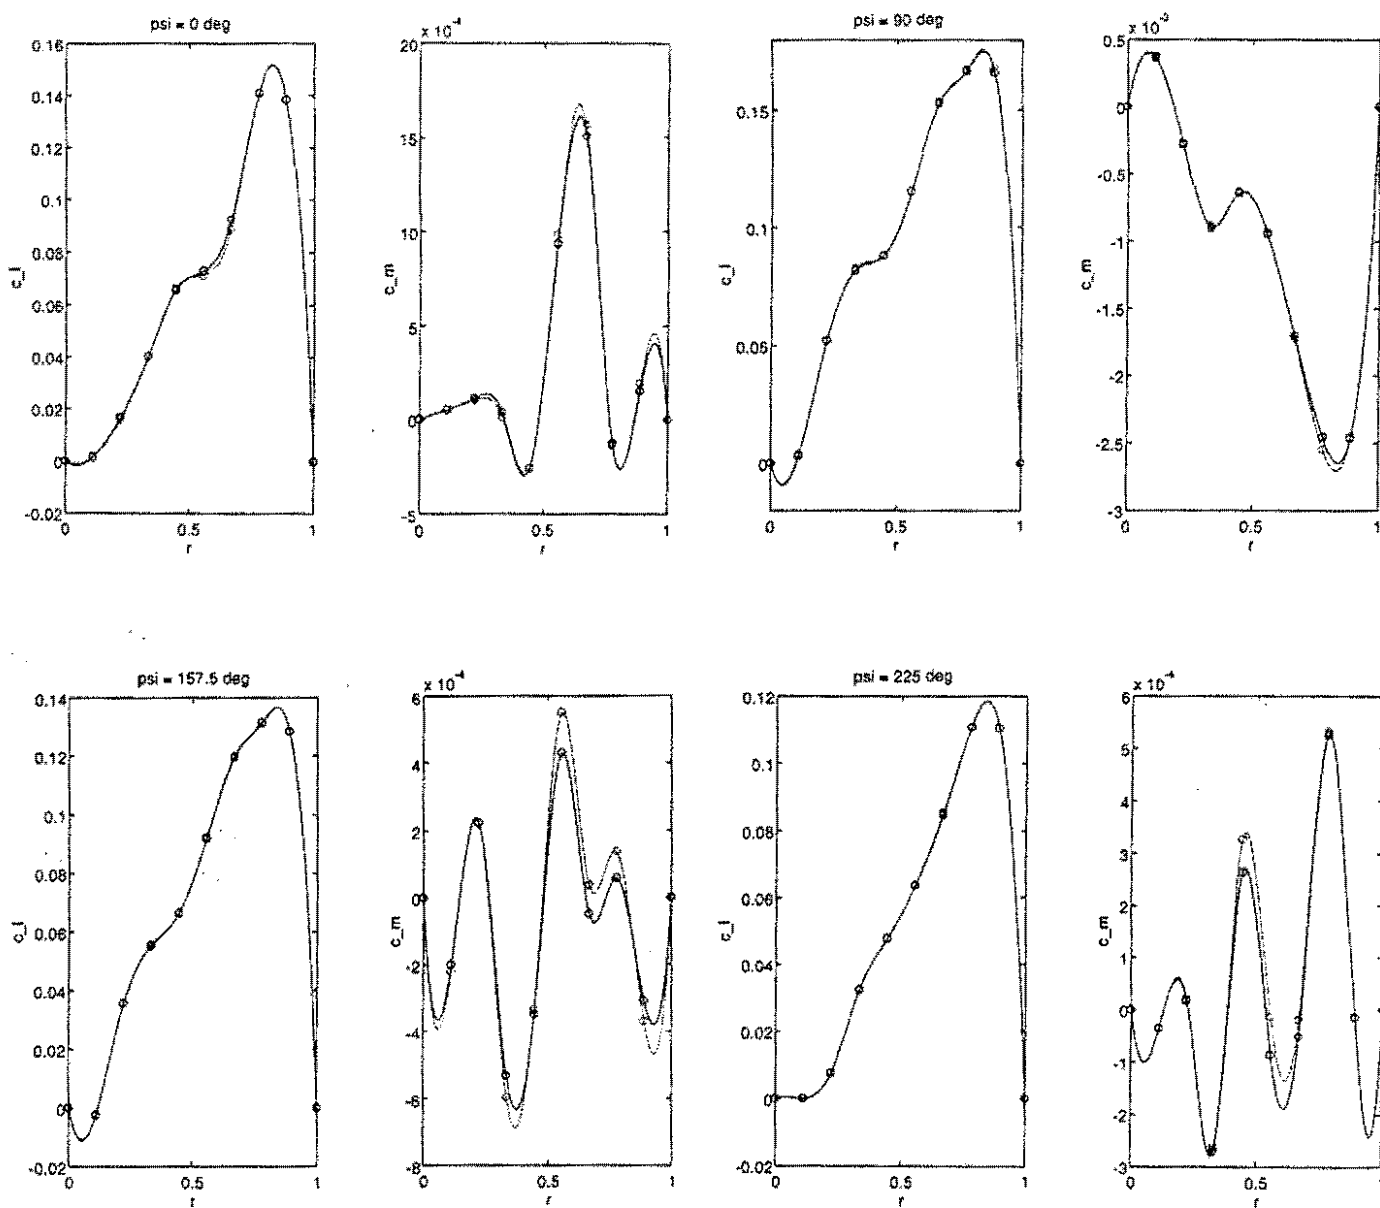 psi = 0 deg
0.16
0.14
0.12
0.1
0.08
0.06
0.04
0.02
0
-0.02
c_l
0 0.5 1
r
x 10^-4
20
15
10
5
0
-5
c_m
0 0.5 1
r
psi = 90 deg
0.15
0.1
0.05
0
c_l
0 0.5 1
r
x 10^-3
0.5
0
-0.5
-1
-1.5
-2
-2.5
-3
c_m
0 0.5 1
r
psi = 157.5 deg
0.14
0.12
0.1
0.08
0.06
0.04
0.02
0
-0.02
c_l
0 0.5 1
r
x 10^-4
6
4
2
0
-2
-4
-6
-8
c_m
0 0.5 1
r
psi = 225 deg
0.12
0.1
0.08
0.06
0.04
0.02
0
-0.02
c_l
0 0.5 1
r
x 10^-4
6
5
4
3
2
1
0
-1
-2
-3
c_m
0 0.5 1
r